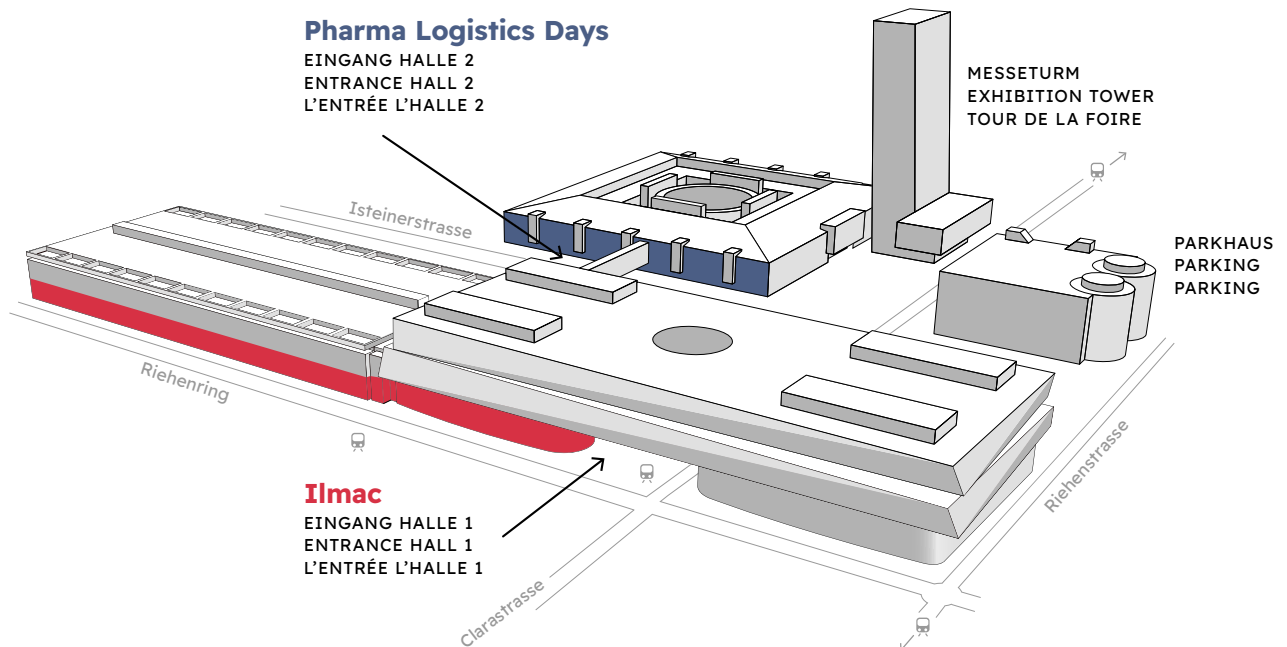 Pharma Logistics Days
EINGANG HALLE 2
ENTRANCE HALL 2
L’ENTRÉE L’HALLE 2
MESSETURM
EXHIBITION TOWER
TOUR DE LA FOIRE
Isteinerstrasse
PARKHAUS
PARKING
PARKING
Riehenring
Riehenstrasse
Ilmac
EINGANG HALLE 1
ENTRANCE HALL 1
L’ENTRÉE L’HALLE 1
Clarastrasse